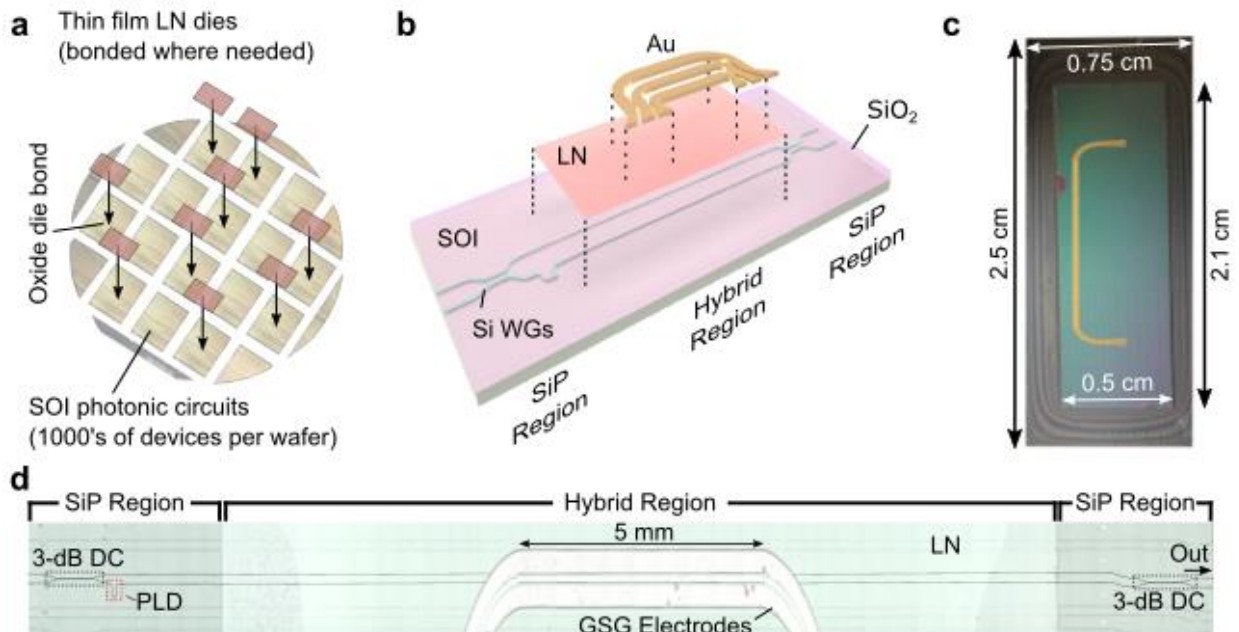 a
Thin film LN dies
(bonded where needed)
Oxide die bond
SOI photonic circuits
(1000's of devices per wafer)
b
Au
SiO2
LN
SOI
Si WGs
SiP
Region
Hybrid
Region
SiP
Region
c
0.75 cm
2.5 cm
2.1 cm
0.5 cm
d
SiP Region
Hybrid Region
SiP Region
5 mm
LN
3-dB DC
Out
PLD
3-dB DC
GSG Electrodes